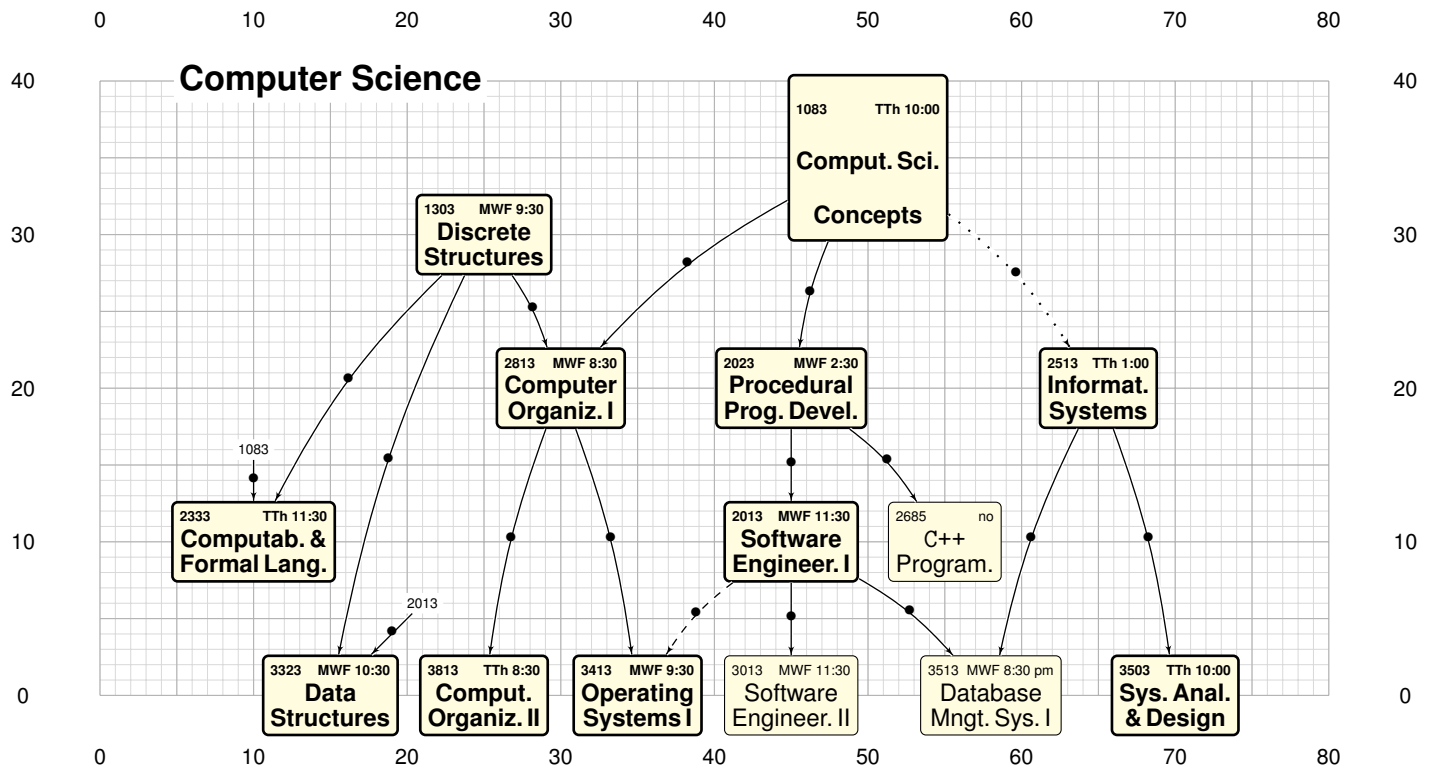 0 10 20 30 40 50 60 70 80
Computer Science
40 40
1083 TTh 10:00
Comput. Sci.
Concepts
1303 MWF 9:30
Discrete
Structures
30 30
2813 MWF 8:30
Computer
Organiz. I
2023 MWF 2:30
Procedural
Prog. Devel.
2513 TTh 1:00
Informat.
Systems
20 20
1083
2333 TTh 11:30
Computab. &
Formal Lang.
2013 MWF 11:30
Software
Engineer. I
2685 no
C++
Program.
10 10
2013
3323 MWF 10:30
Data
Structures
3813 TTh 8:30
Comput.
Organiz. II
3413 MWF 9:30
Operating
Systems I
3013 MWF 11:30
Software
Engineer. II
3513 MWF 8:30 pm
Database
Mngt. Sys. I
3503 TTh 10:00
Sys. Anal.
& Design
0 0
0 10 20 30 40 50 60 70 80